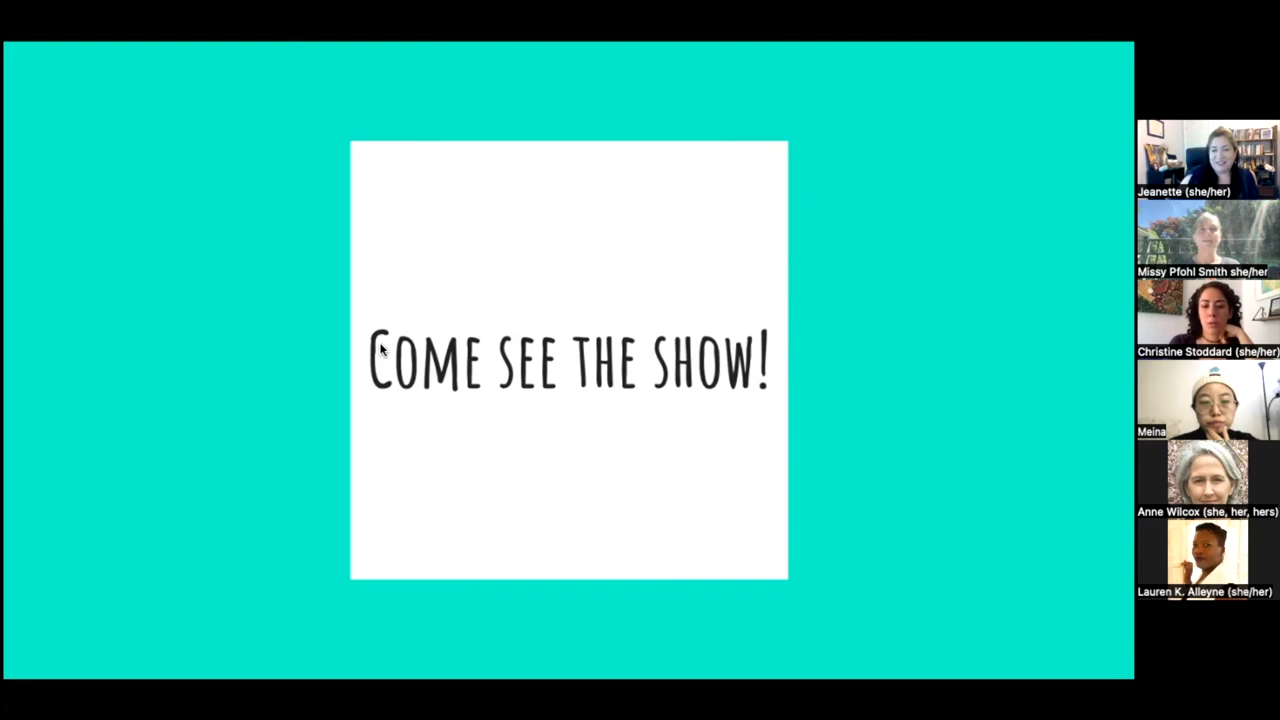 Come see the show!
Jeanette (she/her)
Missy Pfohl Smith she/her
Christine Stoddard (she/her)
Meina
Anne Wilcox (she, her, hers)
Lauren K. Alleyne (she/her)